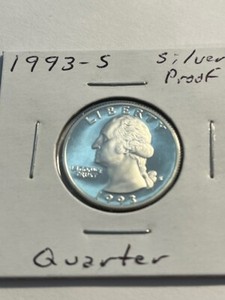 1993-S Silver
Proof
LIBERTY
IN GOD
WE TRUST
1993
Quarter